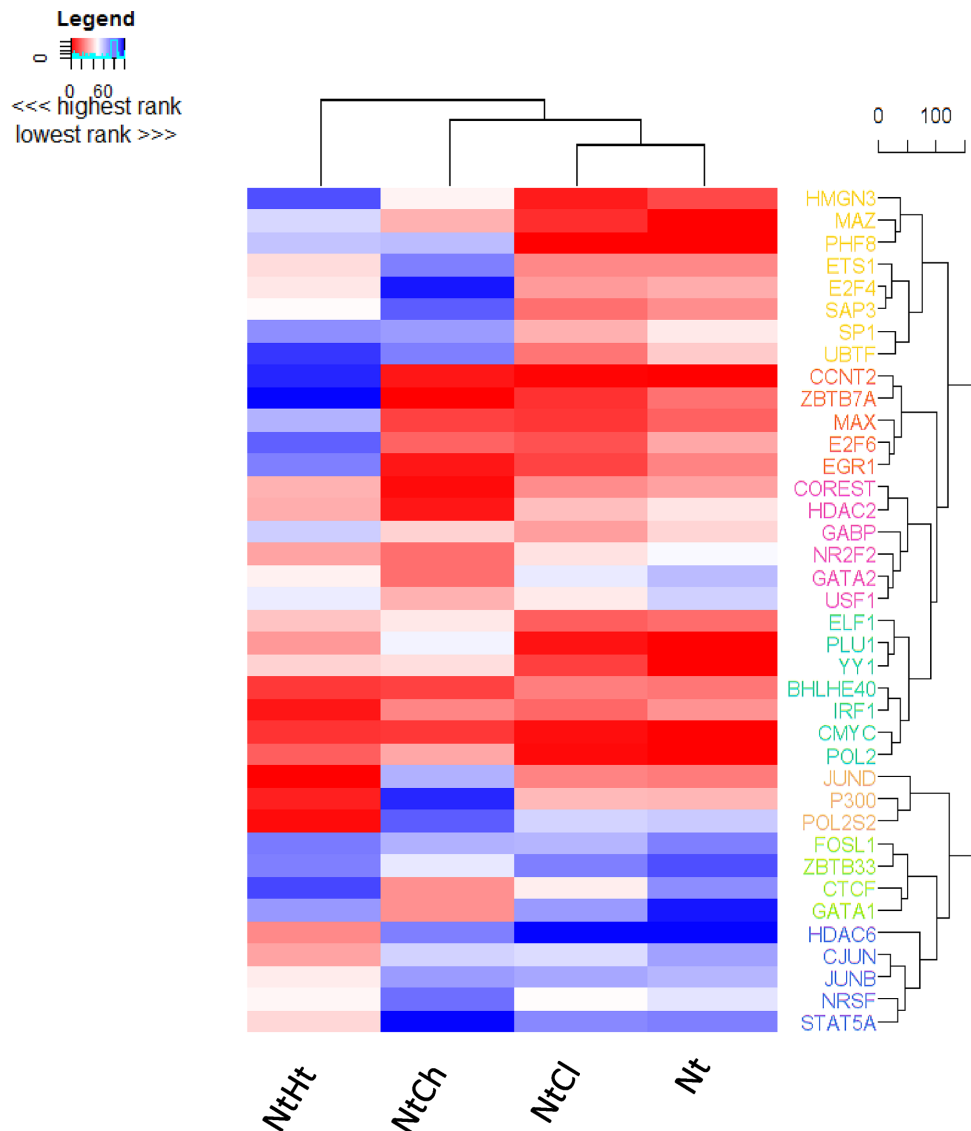 Legend
0
0 60
<<< highest rank
lowest rank >>>
0 100
HMGN3
MAZ
PHF8
ETS1
E2F4
SAP3
SP1
UBTF
CCNT2
ZBTB7A
MAX
E2F6
EGR1
COREST
HDAC2
GABP
NR2F2
GATA2
USF1
ELF1
PLU1
YY1
BHLHE40
IRF1
CMYC
POL2
JUND
P300
POL2S2
FOSL1
ZBTB33
CTCF
GATA1
HDAC6
CJUN
JUNB
NRSF
STAT5A
NtHt
NtCh
NtCl
Nt